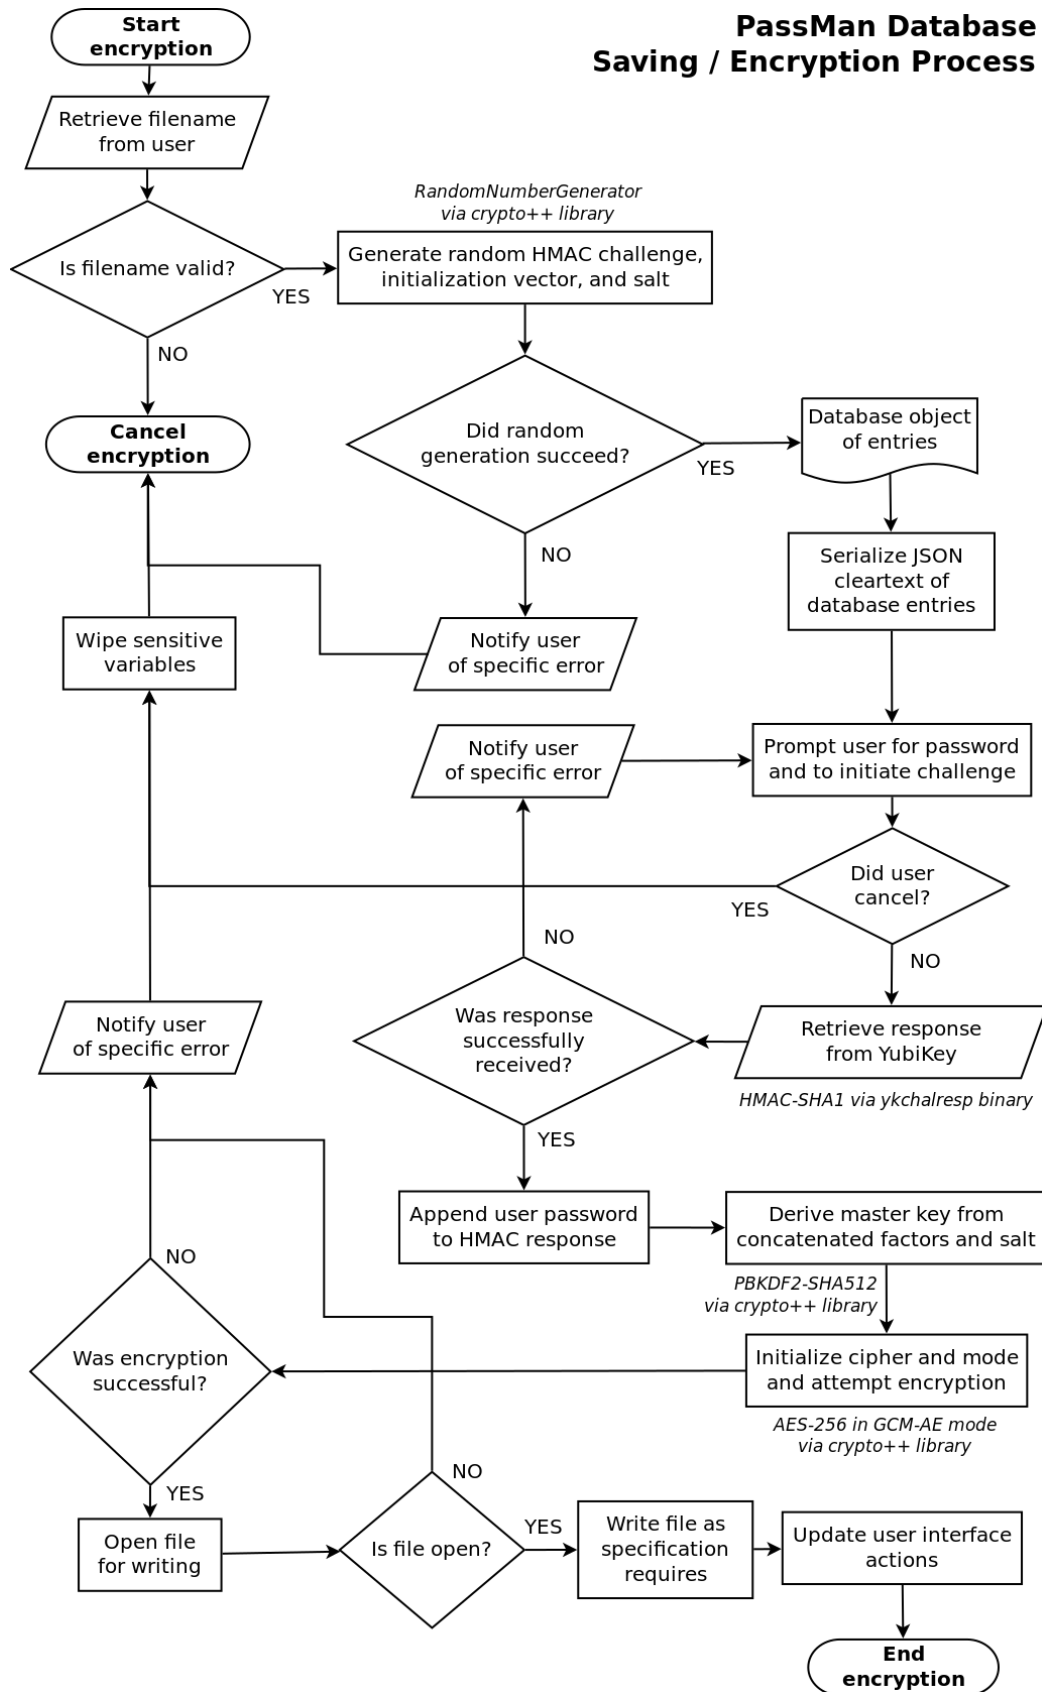 PassMan Database
Saving / Encryption Process
Start
encryption
Retrieve filename
from user
Is filename valid?
YES
NO
RandomNumberGenerator
via crypto++ library
Generate random HMAC challenge,
initialization vector, and salt
Cancel
encryption
Did random
generation succeed?
YES
NO
Database object
of entries
Serialize JSON
cleartext of
database entries
Wipe sensitive
variables
Notify user
of specific error
Notify user
of specific error
Prompt user for password
and to initiate challenge
Did user
cancel?
YES
NO
NO
Notify user
of specific error
Was response
successfully
received?
Retrieve response
from YubiKey
HMAC-SHA1 via ykchalresp binary
YES
Append user password
to HMAC response
Derive master key from
concatenated factors and salt
PBKDF2-SHA512
via crypto++ library
NO
Was encryption
successful?
Initialize cipher and mode
and attempt encryption
AES-256 in GCM-AE mode
via crypto++ library
YES
NO
Open file
for writing
Is file open?
YES
Write file as
specification
requires
Update user interface
actions
End
encryption